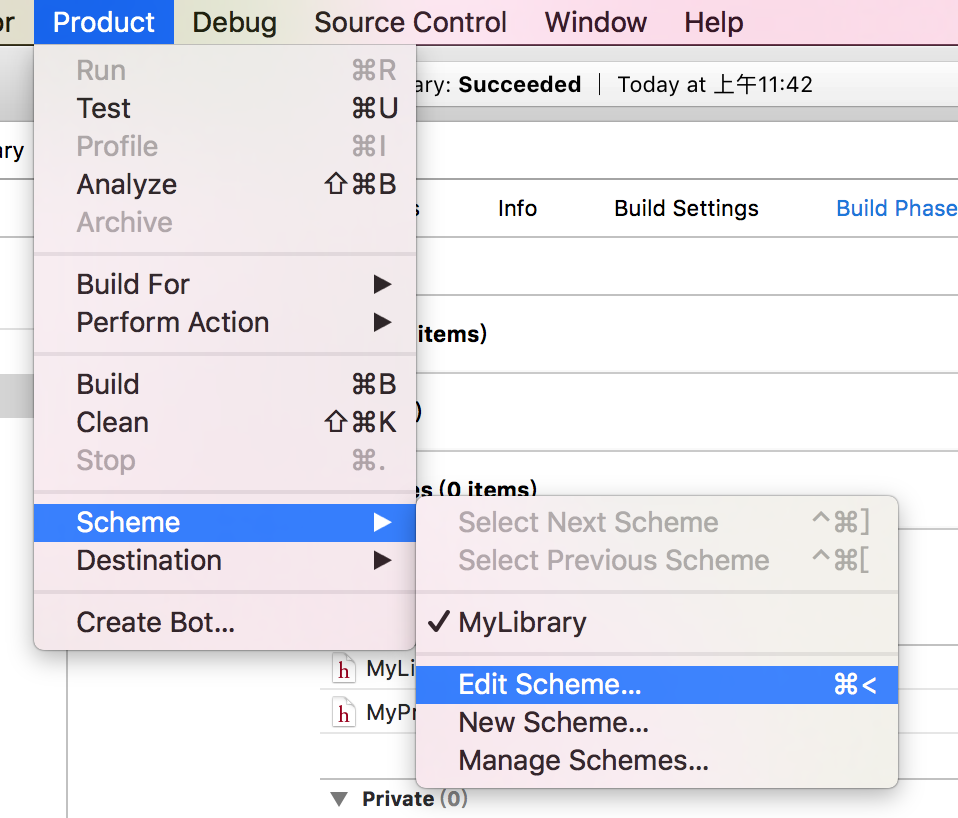 or Product Debug Source Control Window Help
Run ⌘R
ary: Succeeded | Today at 上午11:42
Test ⌘U
Profile ⌘I
ary
Analyze ⇧⌘B
s Info Build Settings Build Phase
Archive
Build For ▶
Perform Action ▶
items)
Build ⌘B
)
Clean ⇧⌘K
Stop ⌘.
es (0 items)
Scheme ▶
Select Next Scheme ^⌘]
Destination ▶
Select Previous Scheme ^⌘[
Create Bot...
✓ MyLibrary
h MyLi
Edit Scheme... ⌘<
h MyPr
New Scheme...
Manage Schemes...
▼ Private (0)